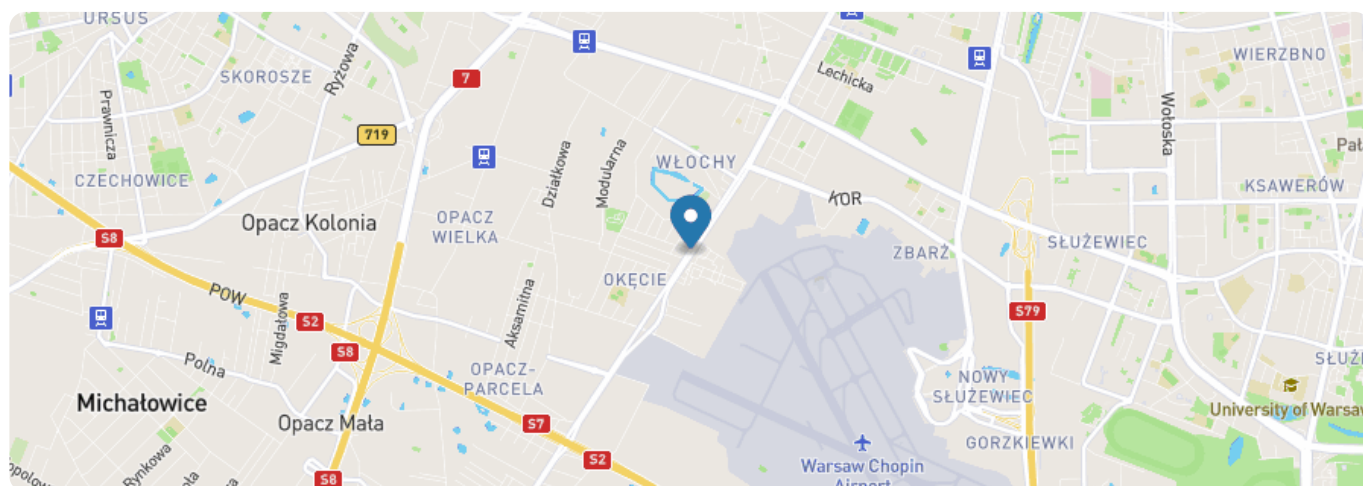 URSUS
SKOROSZE
Ryżowa
7
Lechicka
WIERZBNO
Prawnicza
719
Działkowa
Modularna
WŁOCHY
Wołoska
CZECHOWICE
KSAWERÓW
Opacz Kolonia
OPACZ
WIELKA
KOR
S8
SŁUŻEWIEC
ZBARŻ
OKĘCIE
POW
Migdałowa
Aksamitna
S2
S79
S8
Polna
OPACZ-
PARCELA
NOWY
SŁUŻEWIEC
Michałowice
Opacz Mała
S7
University of Warsaw
GORZKIEWKI
S2
Warsaw Chopin
Airport
Rynkowa
S8